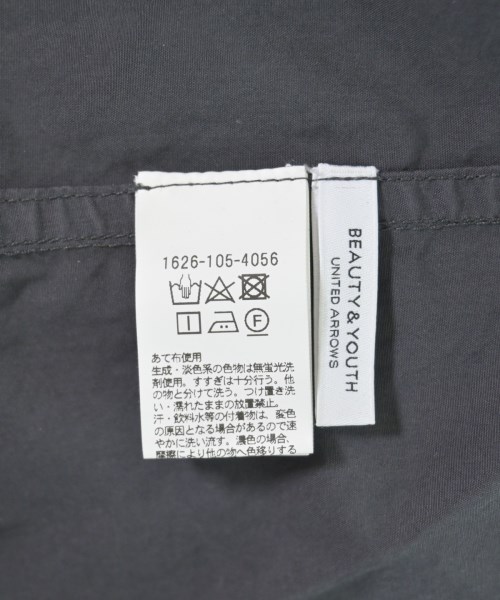 1626-105-4056
あて布使用
生成・淡色系の色物は無蛍光洗
剤使用。すすぎは十分行う。他
の物と分けて洗う。つけ置き洗
い・濡れたままの放置禁止。
汗・飲料水等の付着物は、変色
の原因となる場合があるので速
やかに洗い流す。濃色の場合、
摩擦により他の物へ色移りする
BEAUTY&YOUTH
UNITED ARROWS